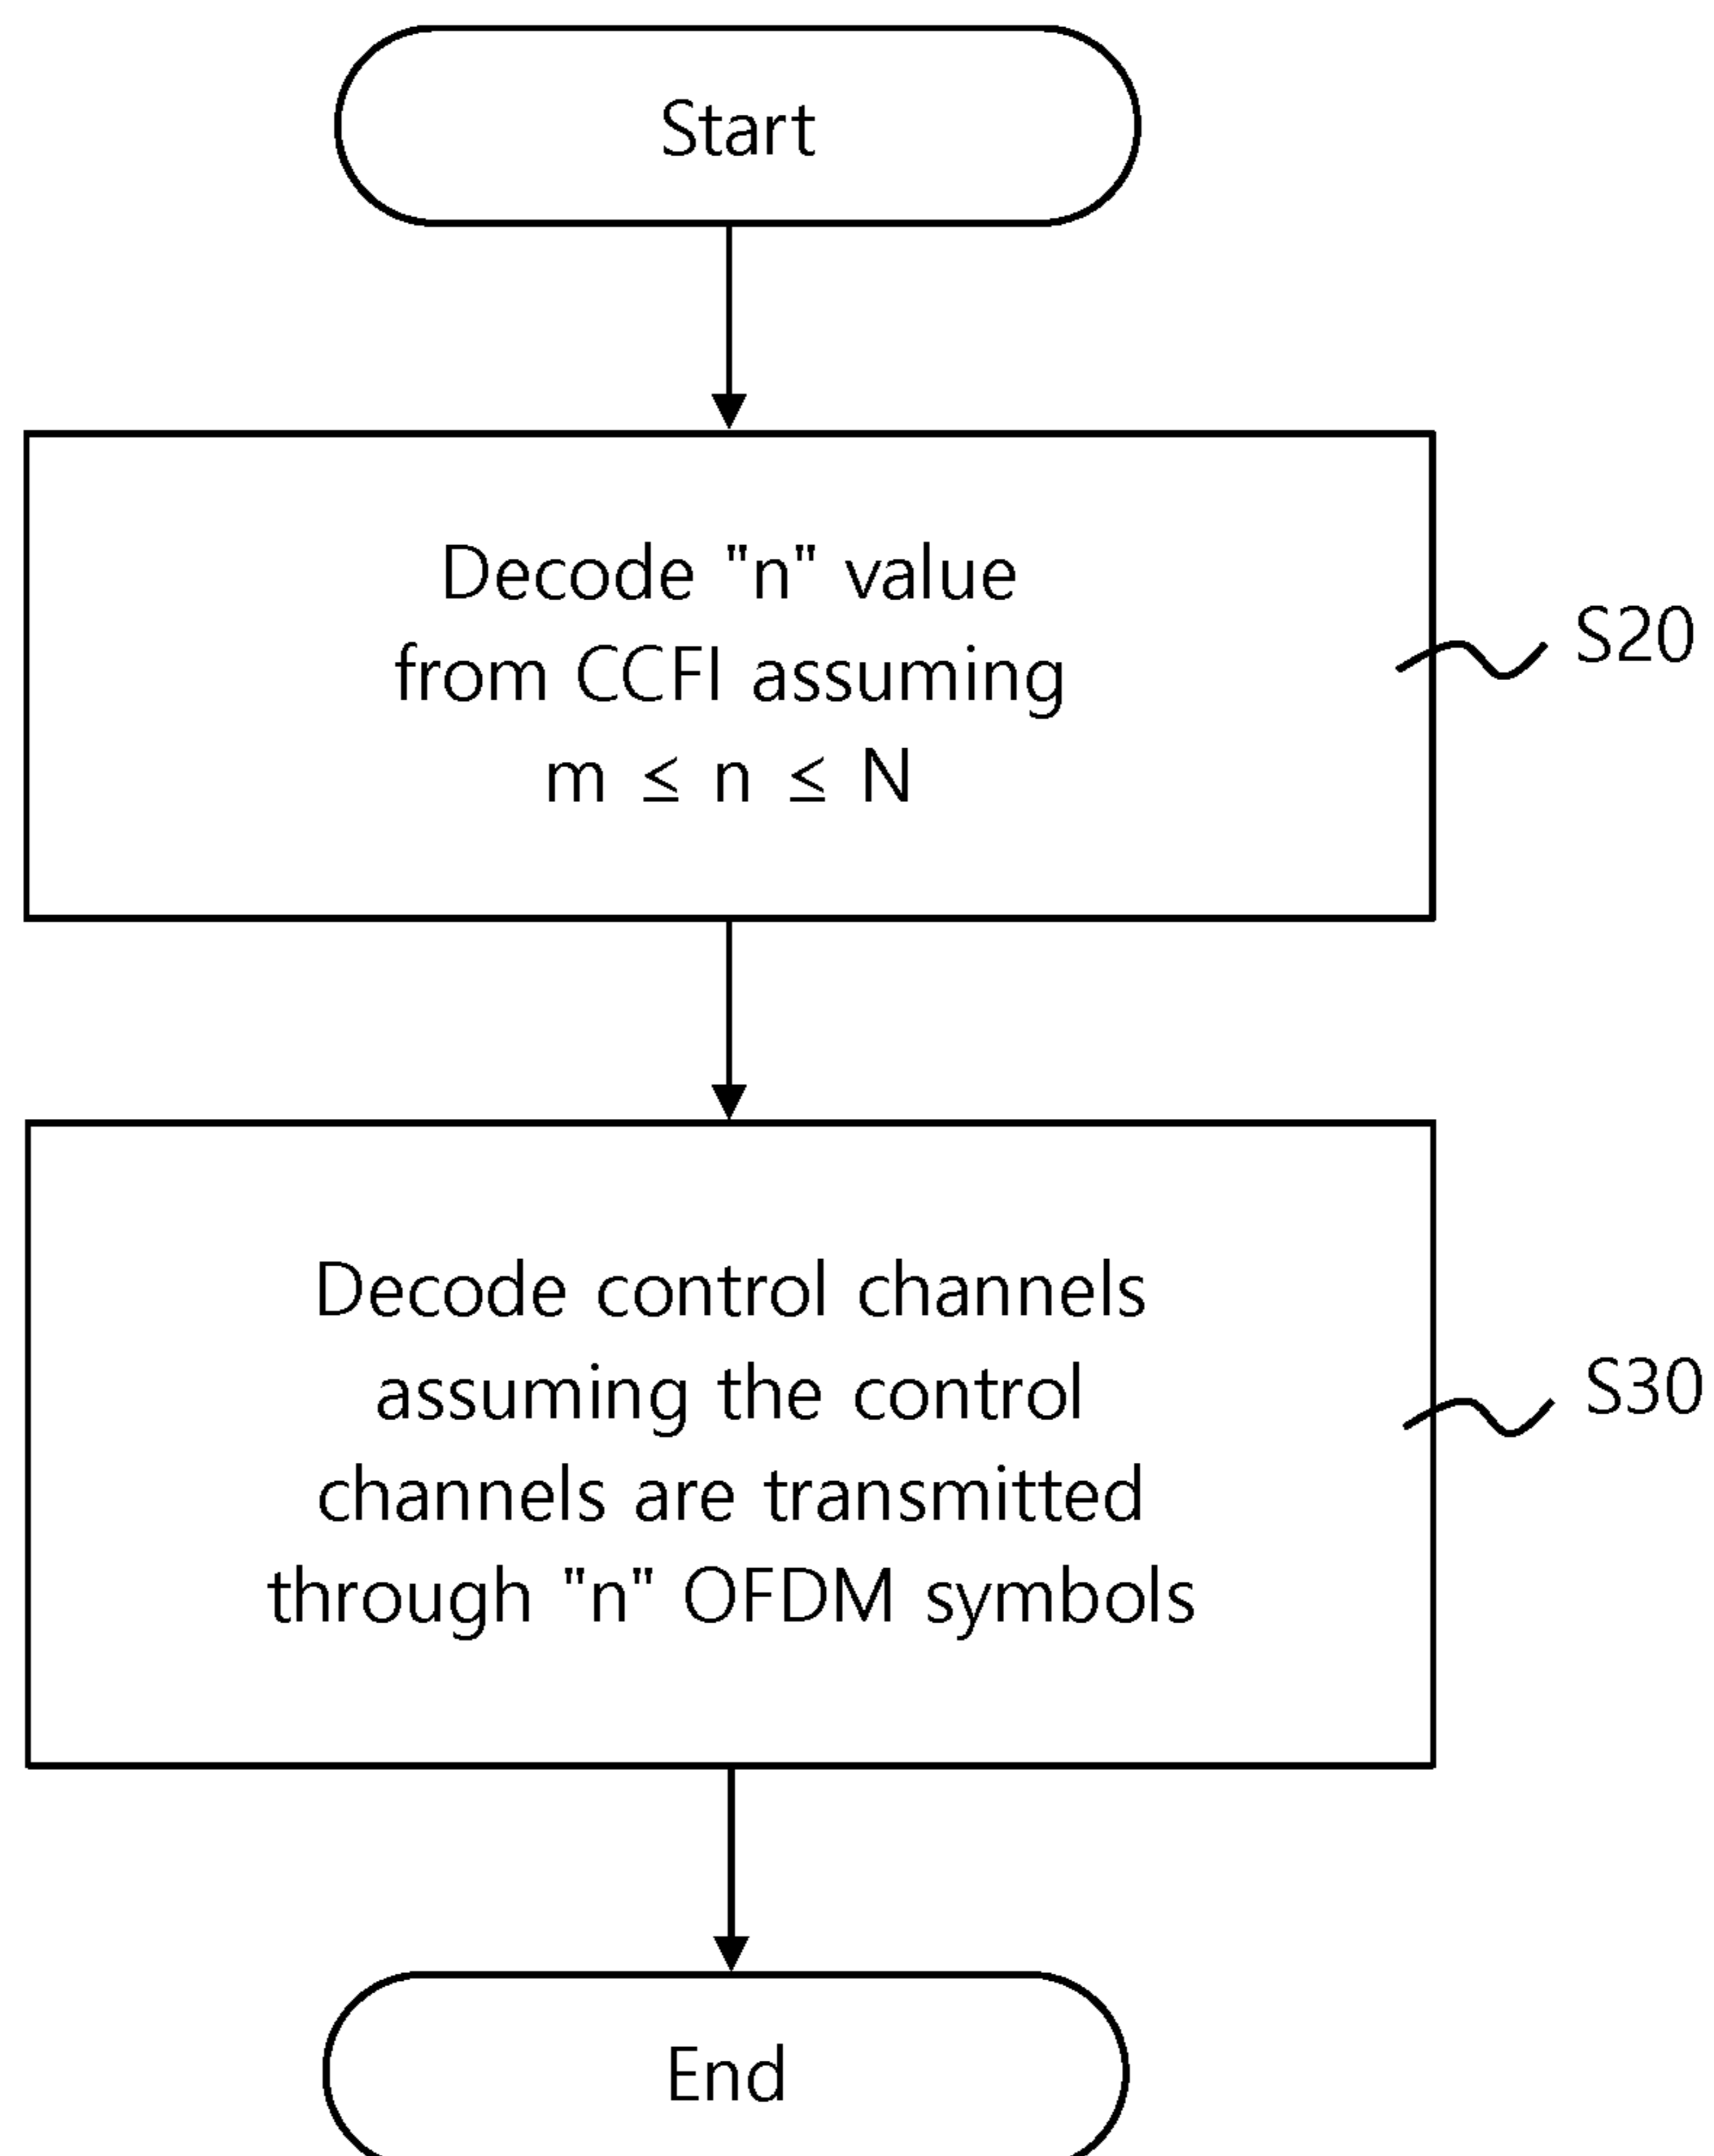 Start
Decode "n" value
from CCFI assuming
m ≤ n ≤ N
S20
Decode control channels
assuming the control
channels are transmitted
through "n" OFDM symbols
S30
End